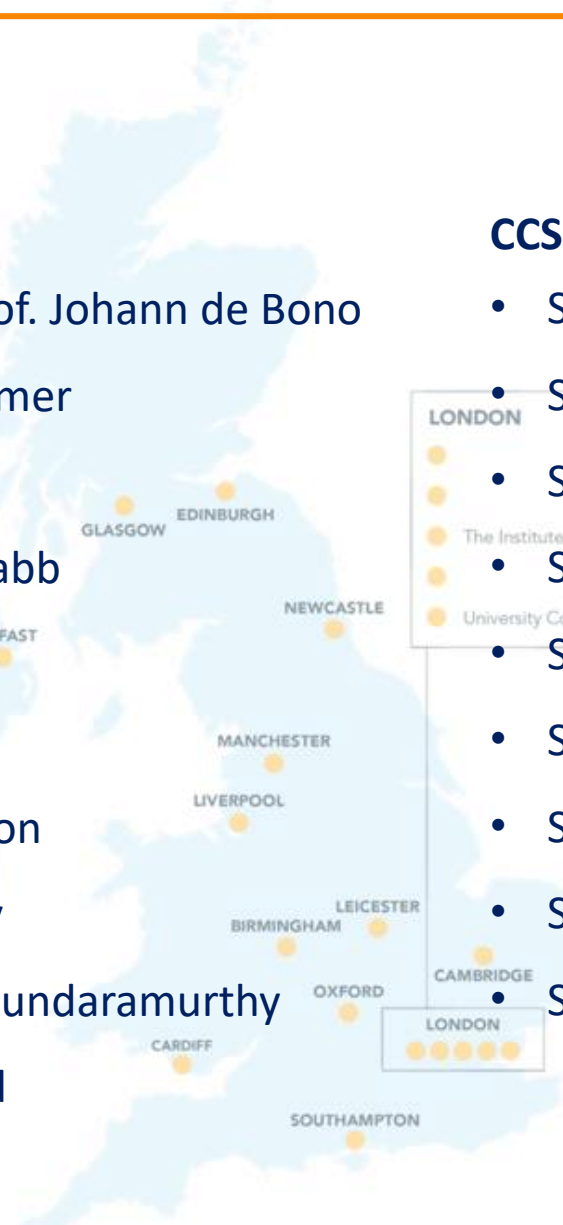 CCS
of. Johann de Bono
• S
mer
• S
LONDON
• S
EDINBURGH
GLASGOW
The Institute
abb
• S
NEWCASTLE
University Co
FAST
• S
MANCHESTER
• S
LIVERPOOL
on
• S
LEICESTER
y
• S
BIRMINGHAM
CAMBRIDGE
undaramurthy
OXFORD
• S
LONDON
CARDIFF
SOUTHAMPTON